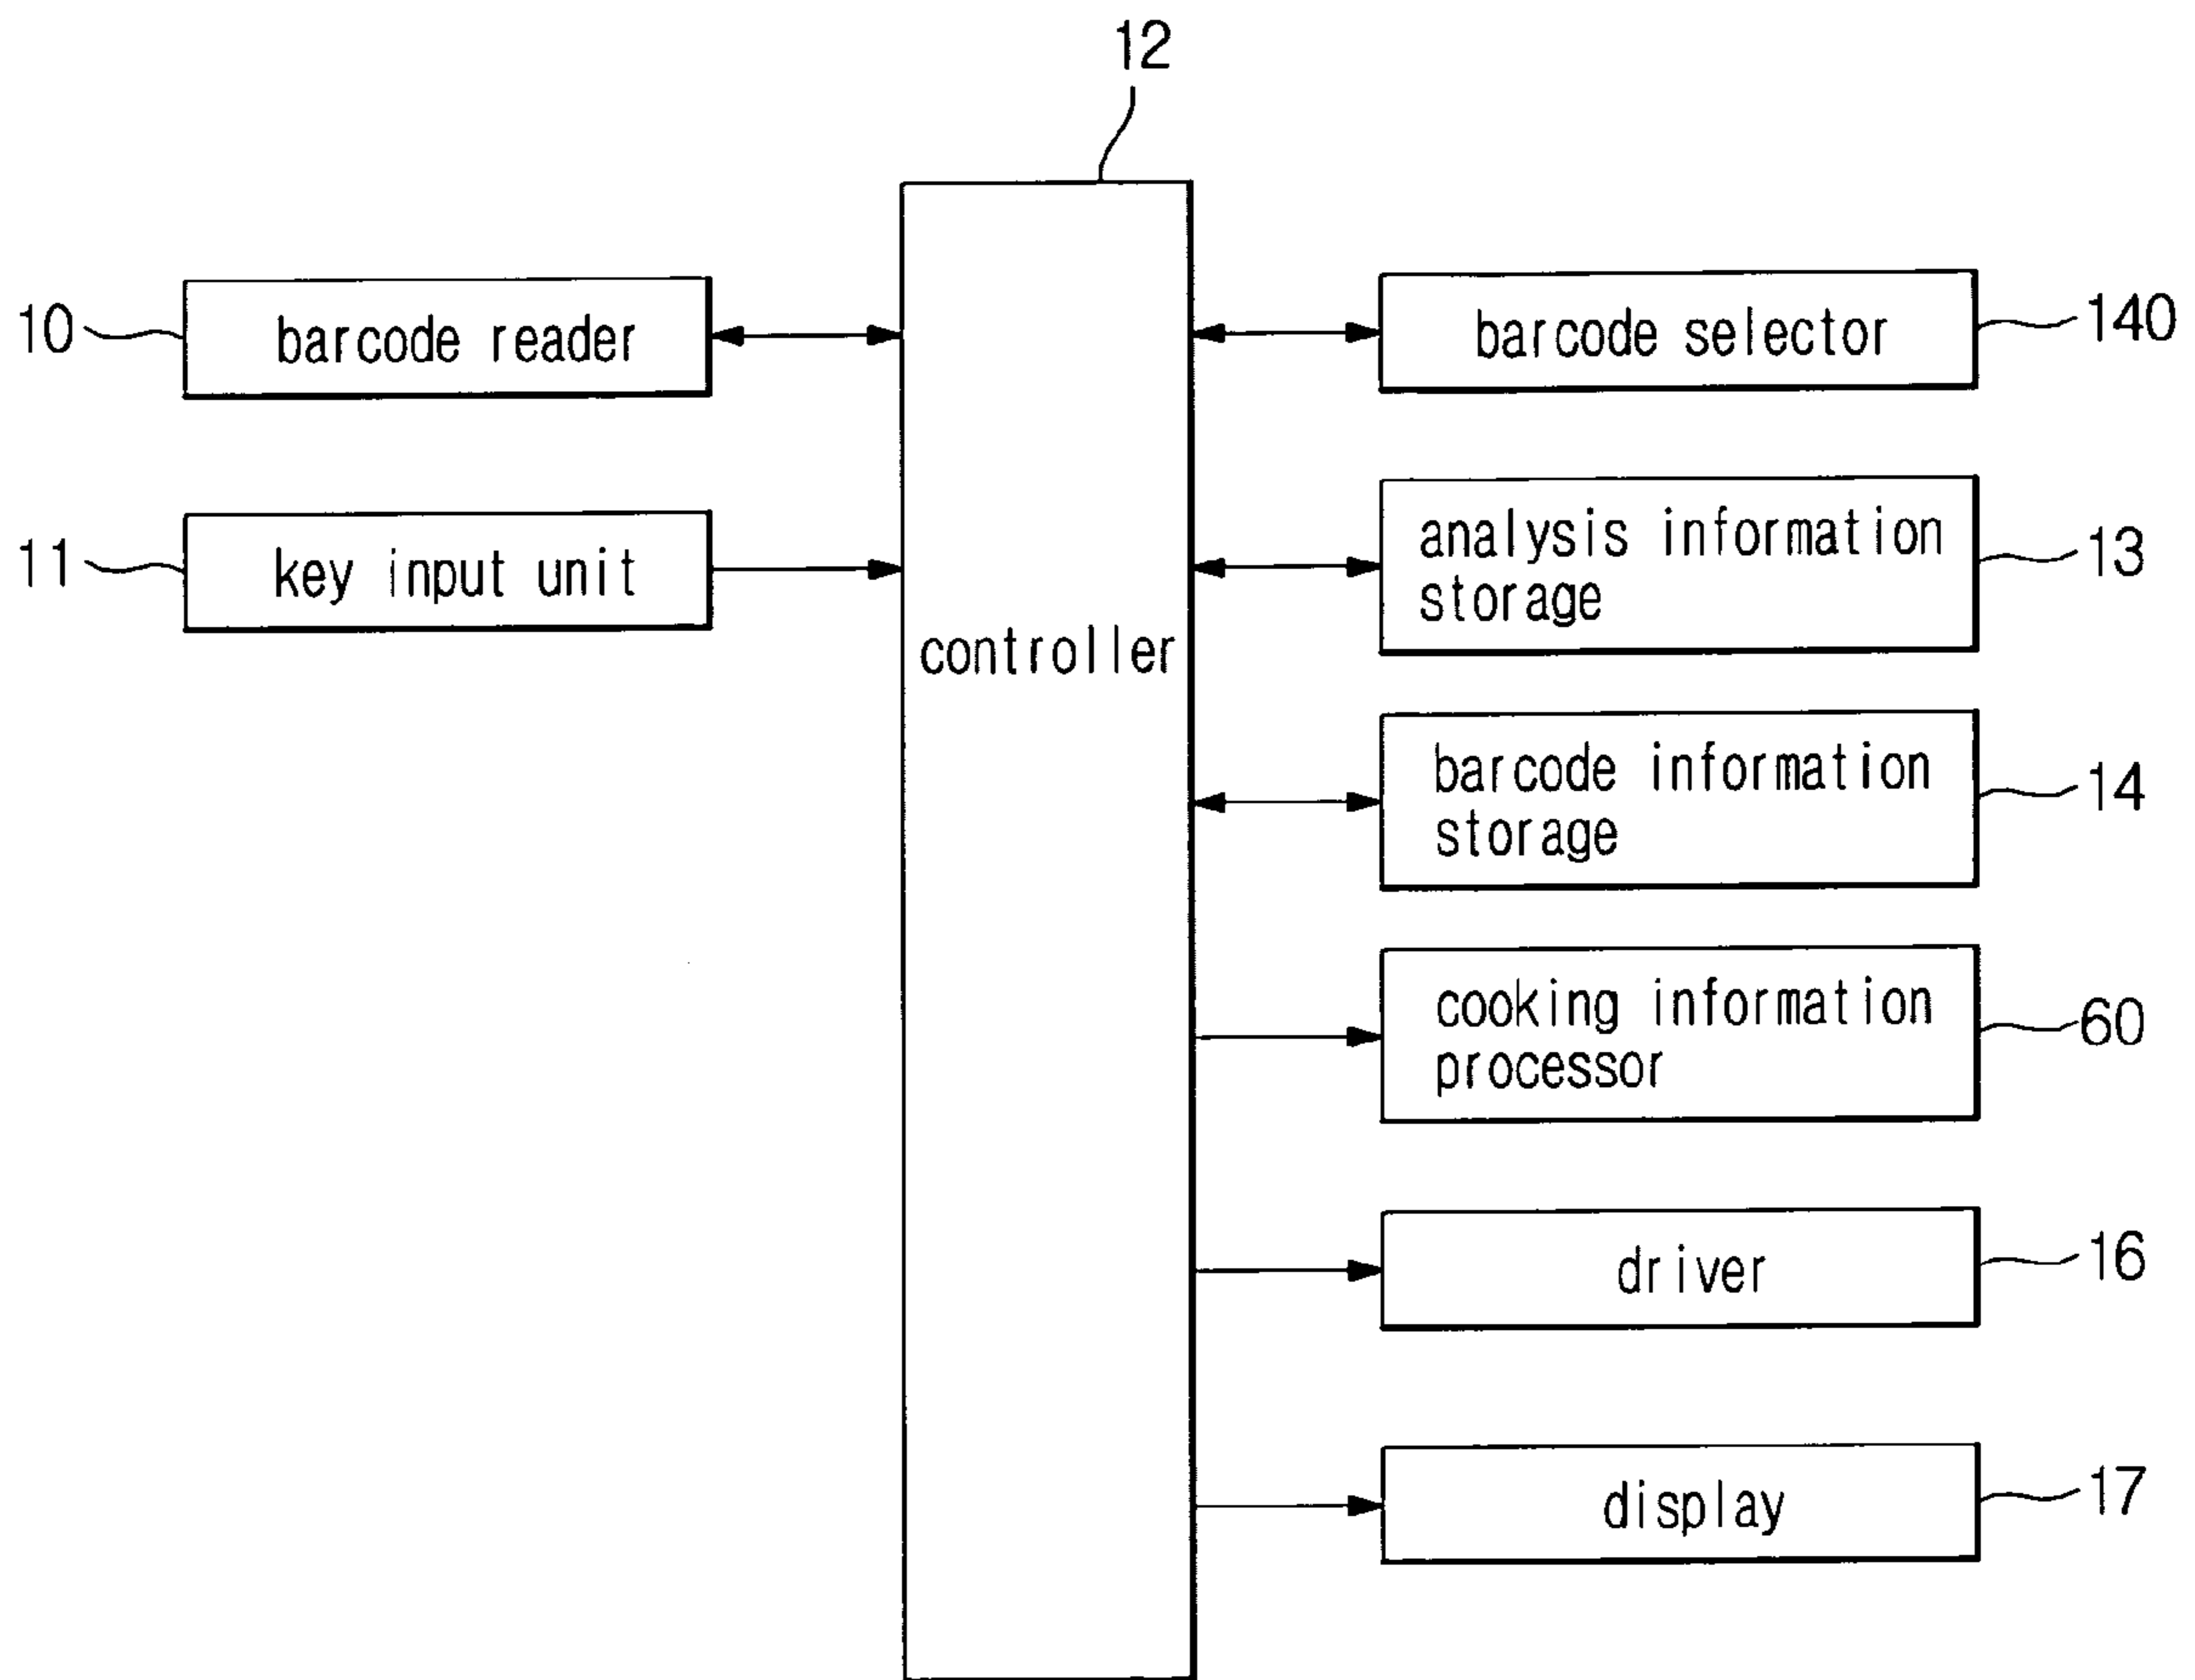 12
10
barcode reader
barcode selector
140
11
key input unit
analysis information
storage
13
controller
barcode information
storage
14
cooking information
processor
60
driver
16
display
17